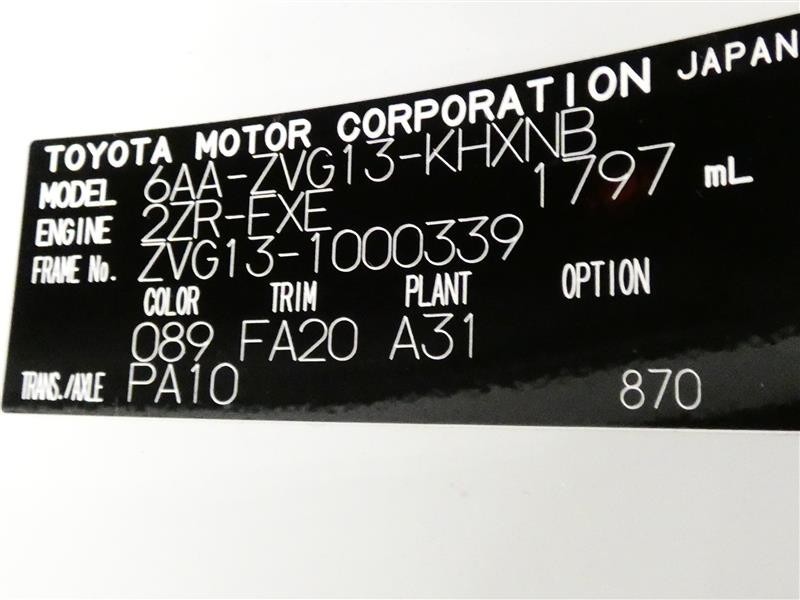 TOYOTA MOTOR CORPORATION JAPAN
MODEL 6AA-ZVG13-KHXNB
ENGINE 2ZR-FXE 1797 mL
FRAME No. ZVG13-1000339
COLOR TRIM PLANT OPTION
089 FA20 A31
TRANS./AXLE PA10 870